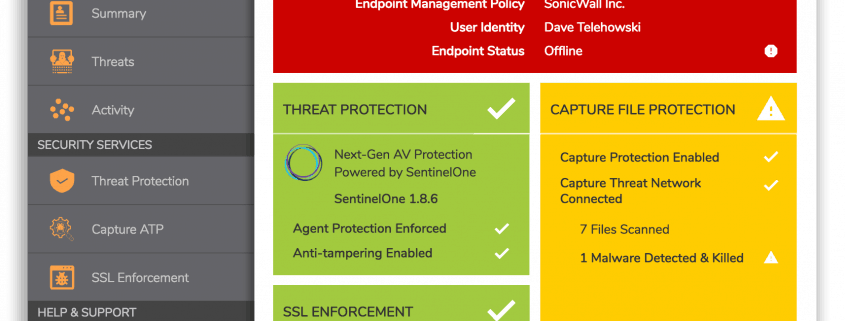 Summary
Threats
Activity
SECURITY SERVICES
Threat Protection
Capture ATP
SSL Enforcement
HELP & SUPPORT
Endpoint Management Policy SonicWall Inc.
User Identity Dave Telehowski
Endpoint Status Offline
THREAT PROTECTION
Next-Gen AV Protection
Powered by SentinelOne
SentinelOne 1.8.6
Agent Protection Enforced
Anti-tampering Enabled
SSL ENFORCEMENT
CAPTURE FILE PROTECTION
Capture Protection Enabled
Capture Threat Network
Connected
7 Files Scanned
1 Malware Detected & Killed